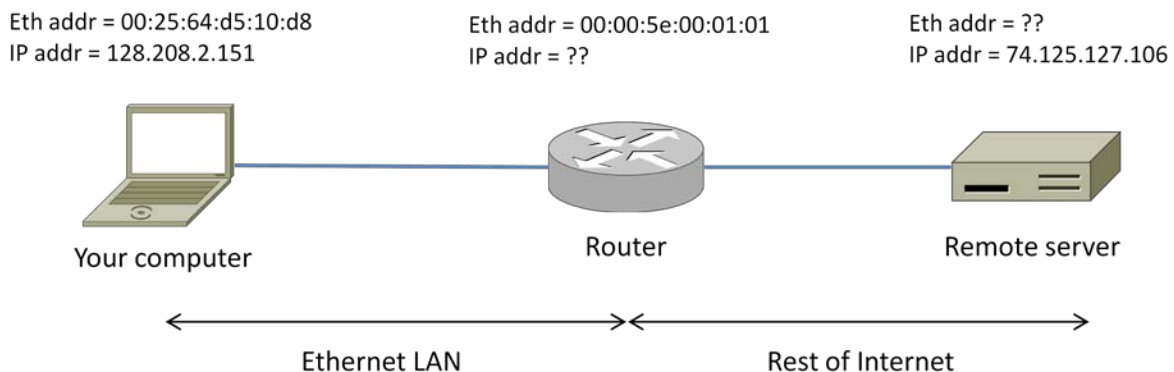 Eth addr = 00:25:64:d5:10:d8
IP addr = 128.208.2.151
Eth addr = 00:00:5e:00:01:01
IP addr = ??
Eth addr = ??
IP addr = 74.125.127.106
Your computer
Router
Remote server
Ethernet LAN
Rest of Internet